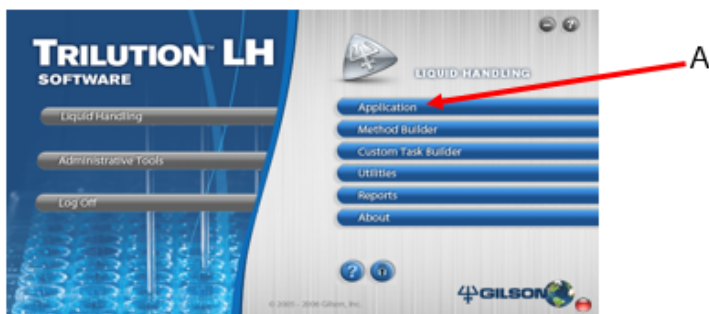 TRILUTION™ LH
SOFTWARE
Liquid Handling
Administrative Tools
Log Off
LIQUID HANDLING
Application
Method Builder
Custom Task Builder
Utilities
Reports
About
© 2005 - 2006 Gilson, Inc.
GILSON
A